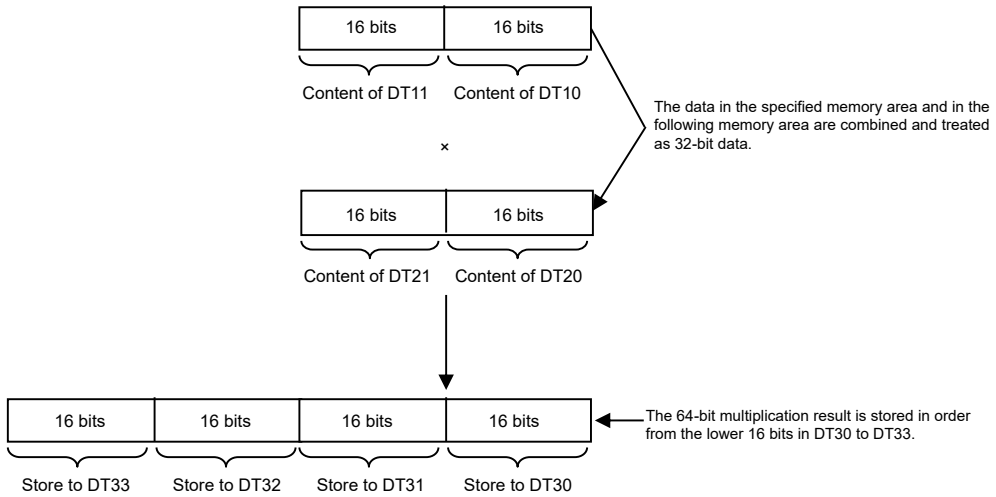 16 bits 16 bits
Content of DT11 Content of DT10
The data in the specified memory area and in the
following memory area are combined and treated
as 32-bit data.
×
16 bits 16 bits
Content of DT21 Content of DT20
16 bits 16 bits 16 bits 16 bits
The 64-bit multiplication result is stored in order
from the lower 16 bits in DT30 to DT33.
Store to DT33 Store to DT32 Store to DT31 Store to DT30